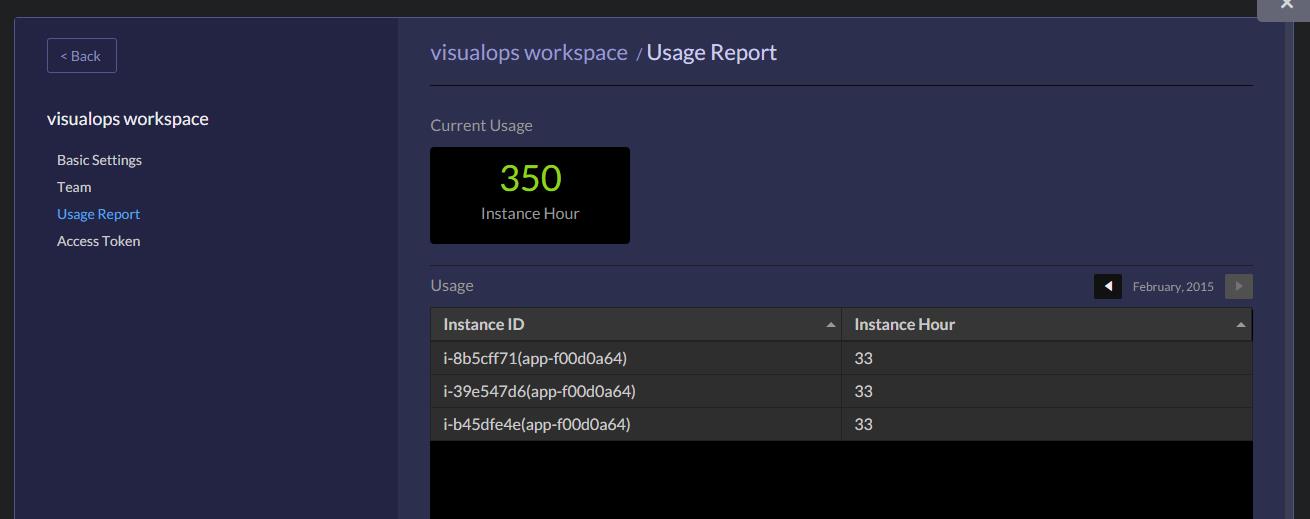 ×
< Back
visualops workspace / Usage Report
visualops workspace
Basic Settings
Team
Usage Report
Access Token
Current Usage
350
Instance Hour
Usage
February, 2015
Instance ID Instance Hour
i-8b5cff71(app-f00d0a64) 33
i-39e547d6(app-f00d0a64) 33
i-b45dfe4e(app-f00d0a64) 33